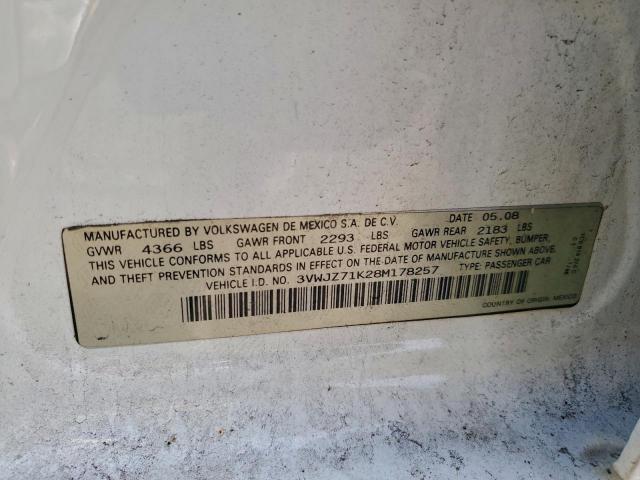 MANUFACTURED BY VOLKSWAGEN DE MEXICO S.A. DE C.V. DATE 05.08
GVWR 4366 LBS GAWR FRONT 2293 LBS GAWR REAR 2183 LBS
THIS VEHICLE CONFORMS TO ALL APPLICABLE U.S. FEDERAL MOTOR VEHICLE SAFETY, BUMPER,
AND THEFT PREVENTION STANDARDS IN EFFECT ON THE DATE OF MANUFACTURE SHOWN ABOVE.
VEHICLE I.D. NO. 3VWJZ71K28M178257 TYPE: PASSENGER CAR
COUNTRY OF ORIGIN: MEXICO